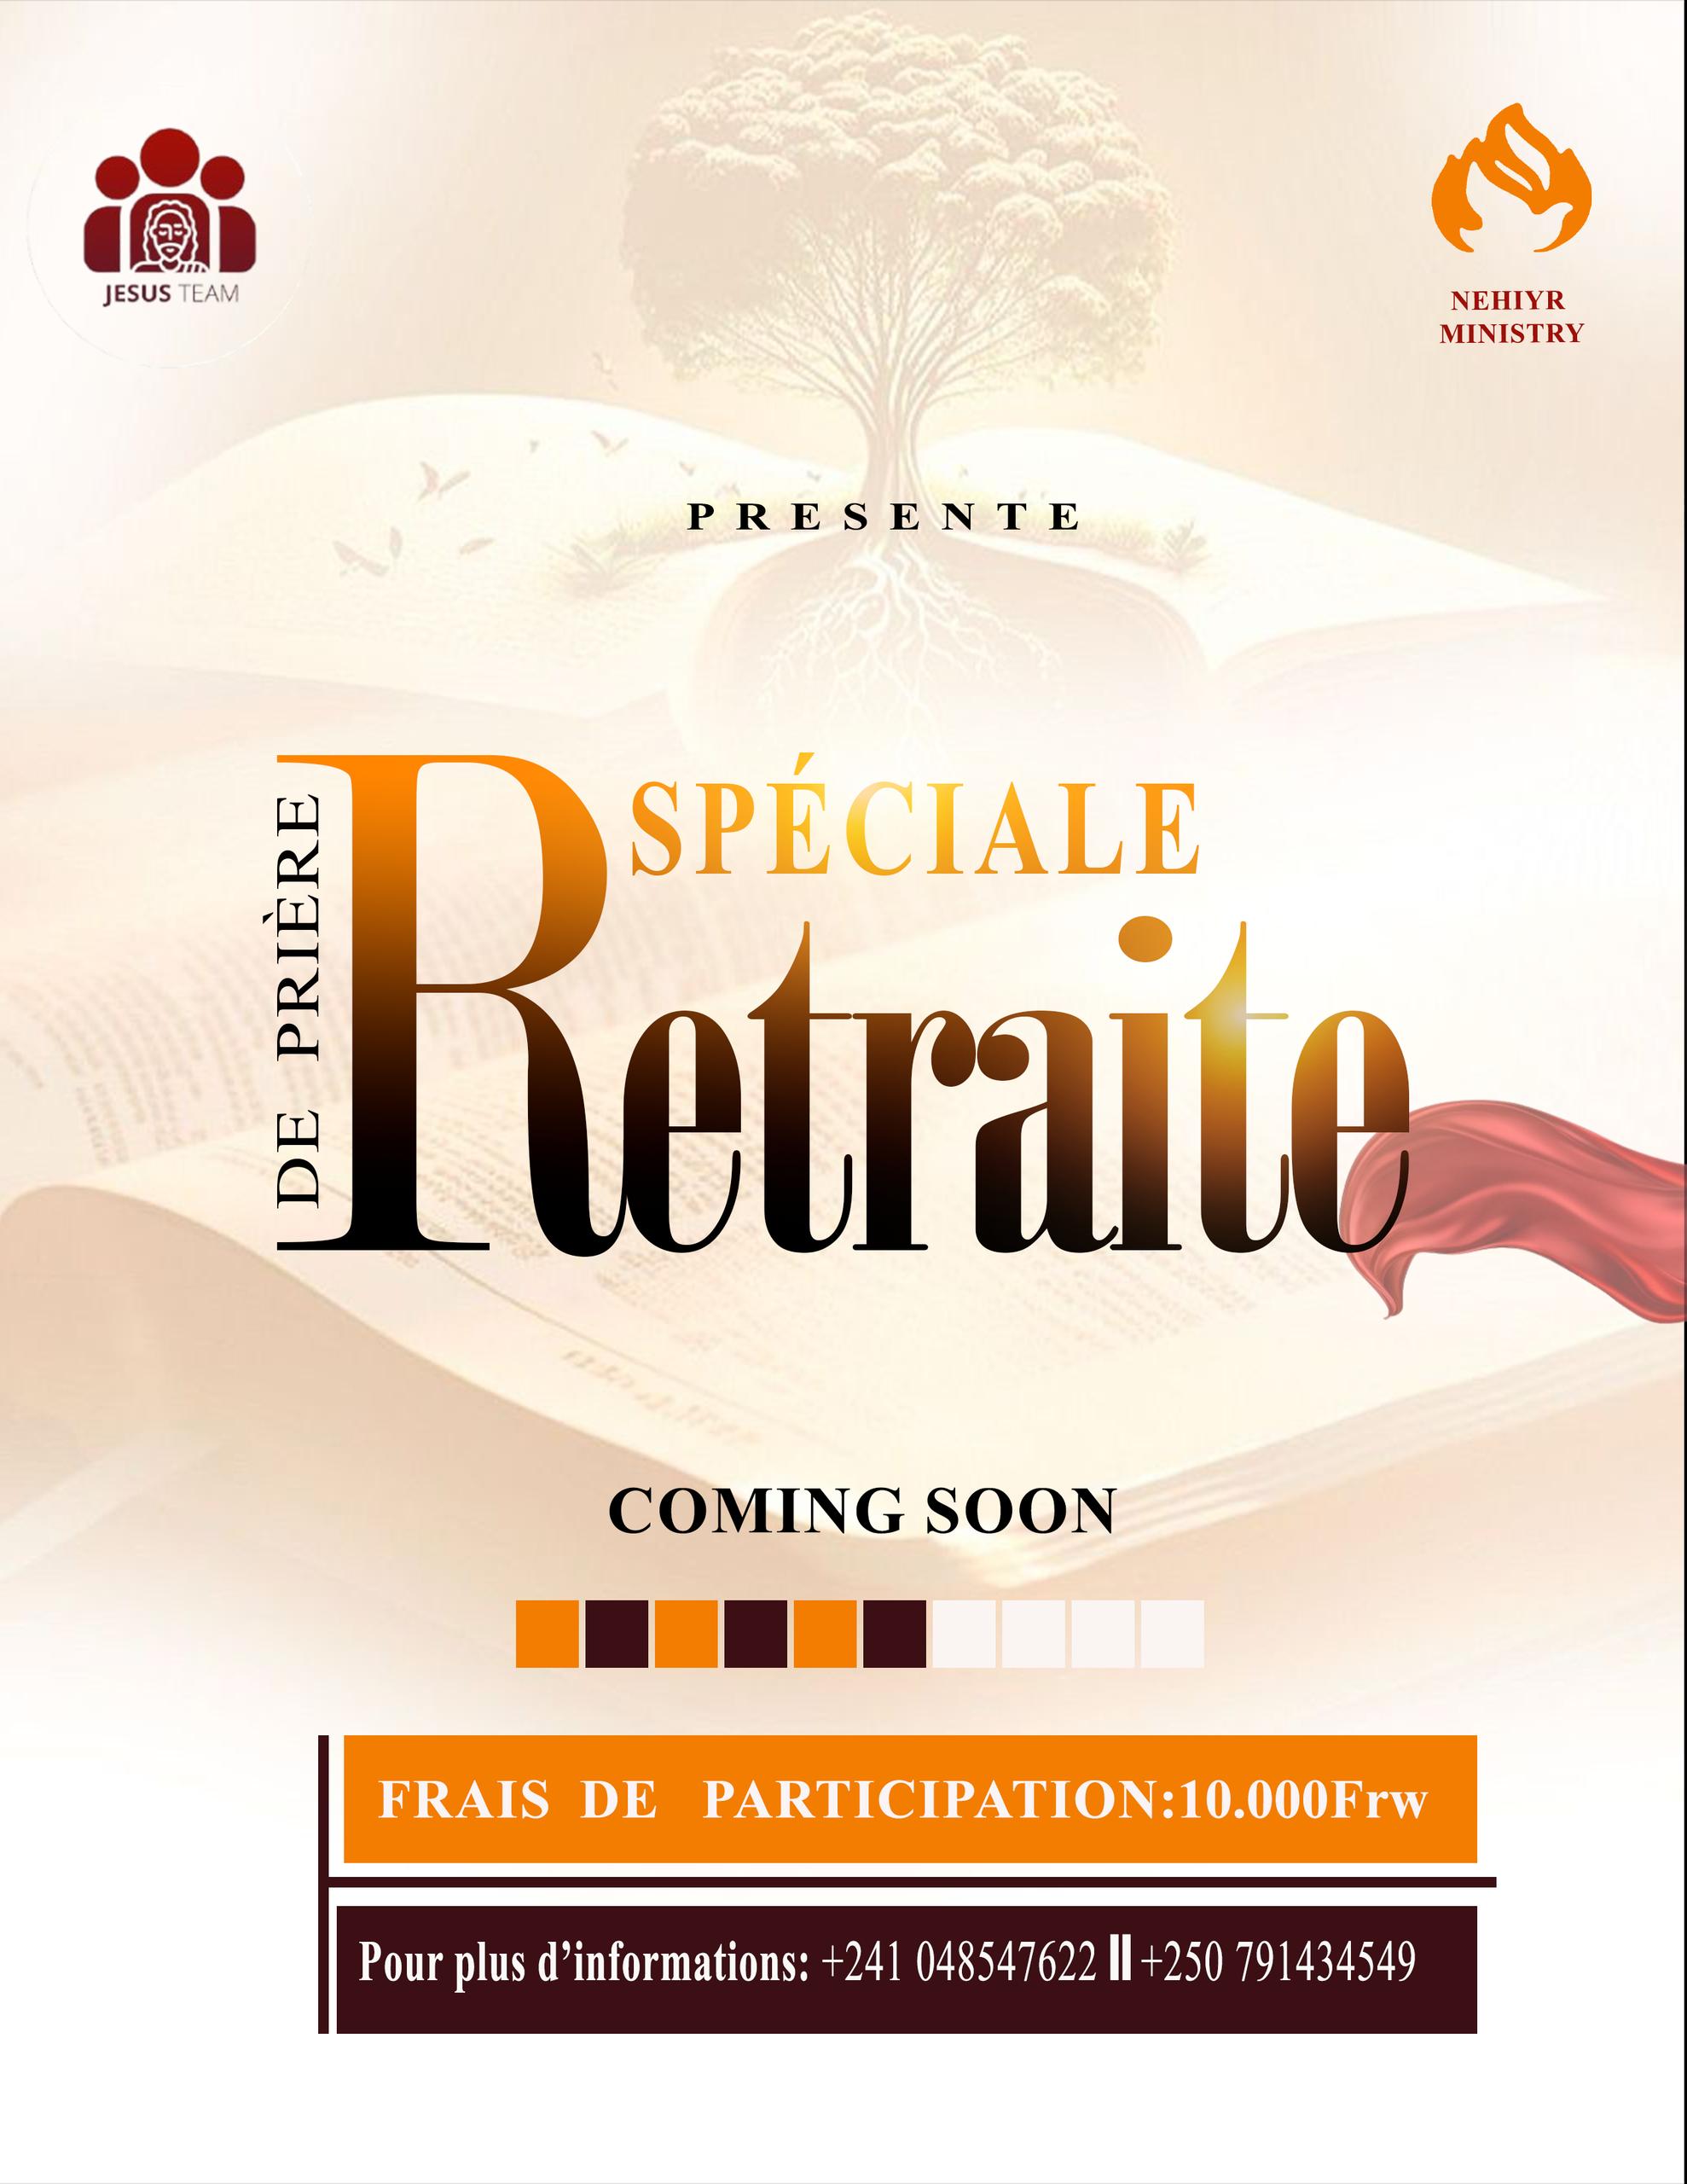 JESUS TEAM
NEHIYR
MINISTRY
PRESENTE
SPÉCIALE
Retraite
DE PRIÈRE
COMING SOON
FRAIS DE PARTICIPATION:10.000Frw
Pour plus d’informations: +241 048547622 || +250 791434549